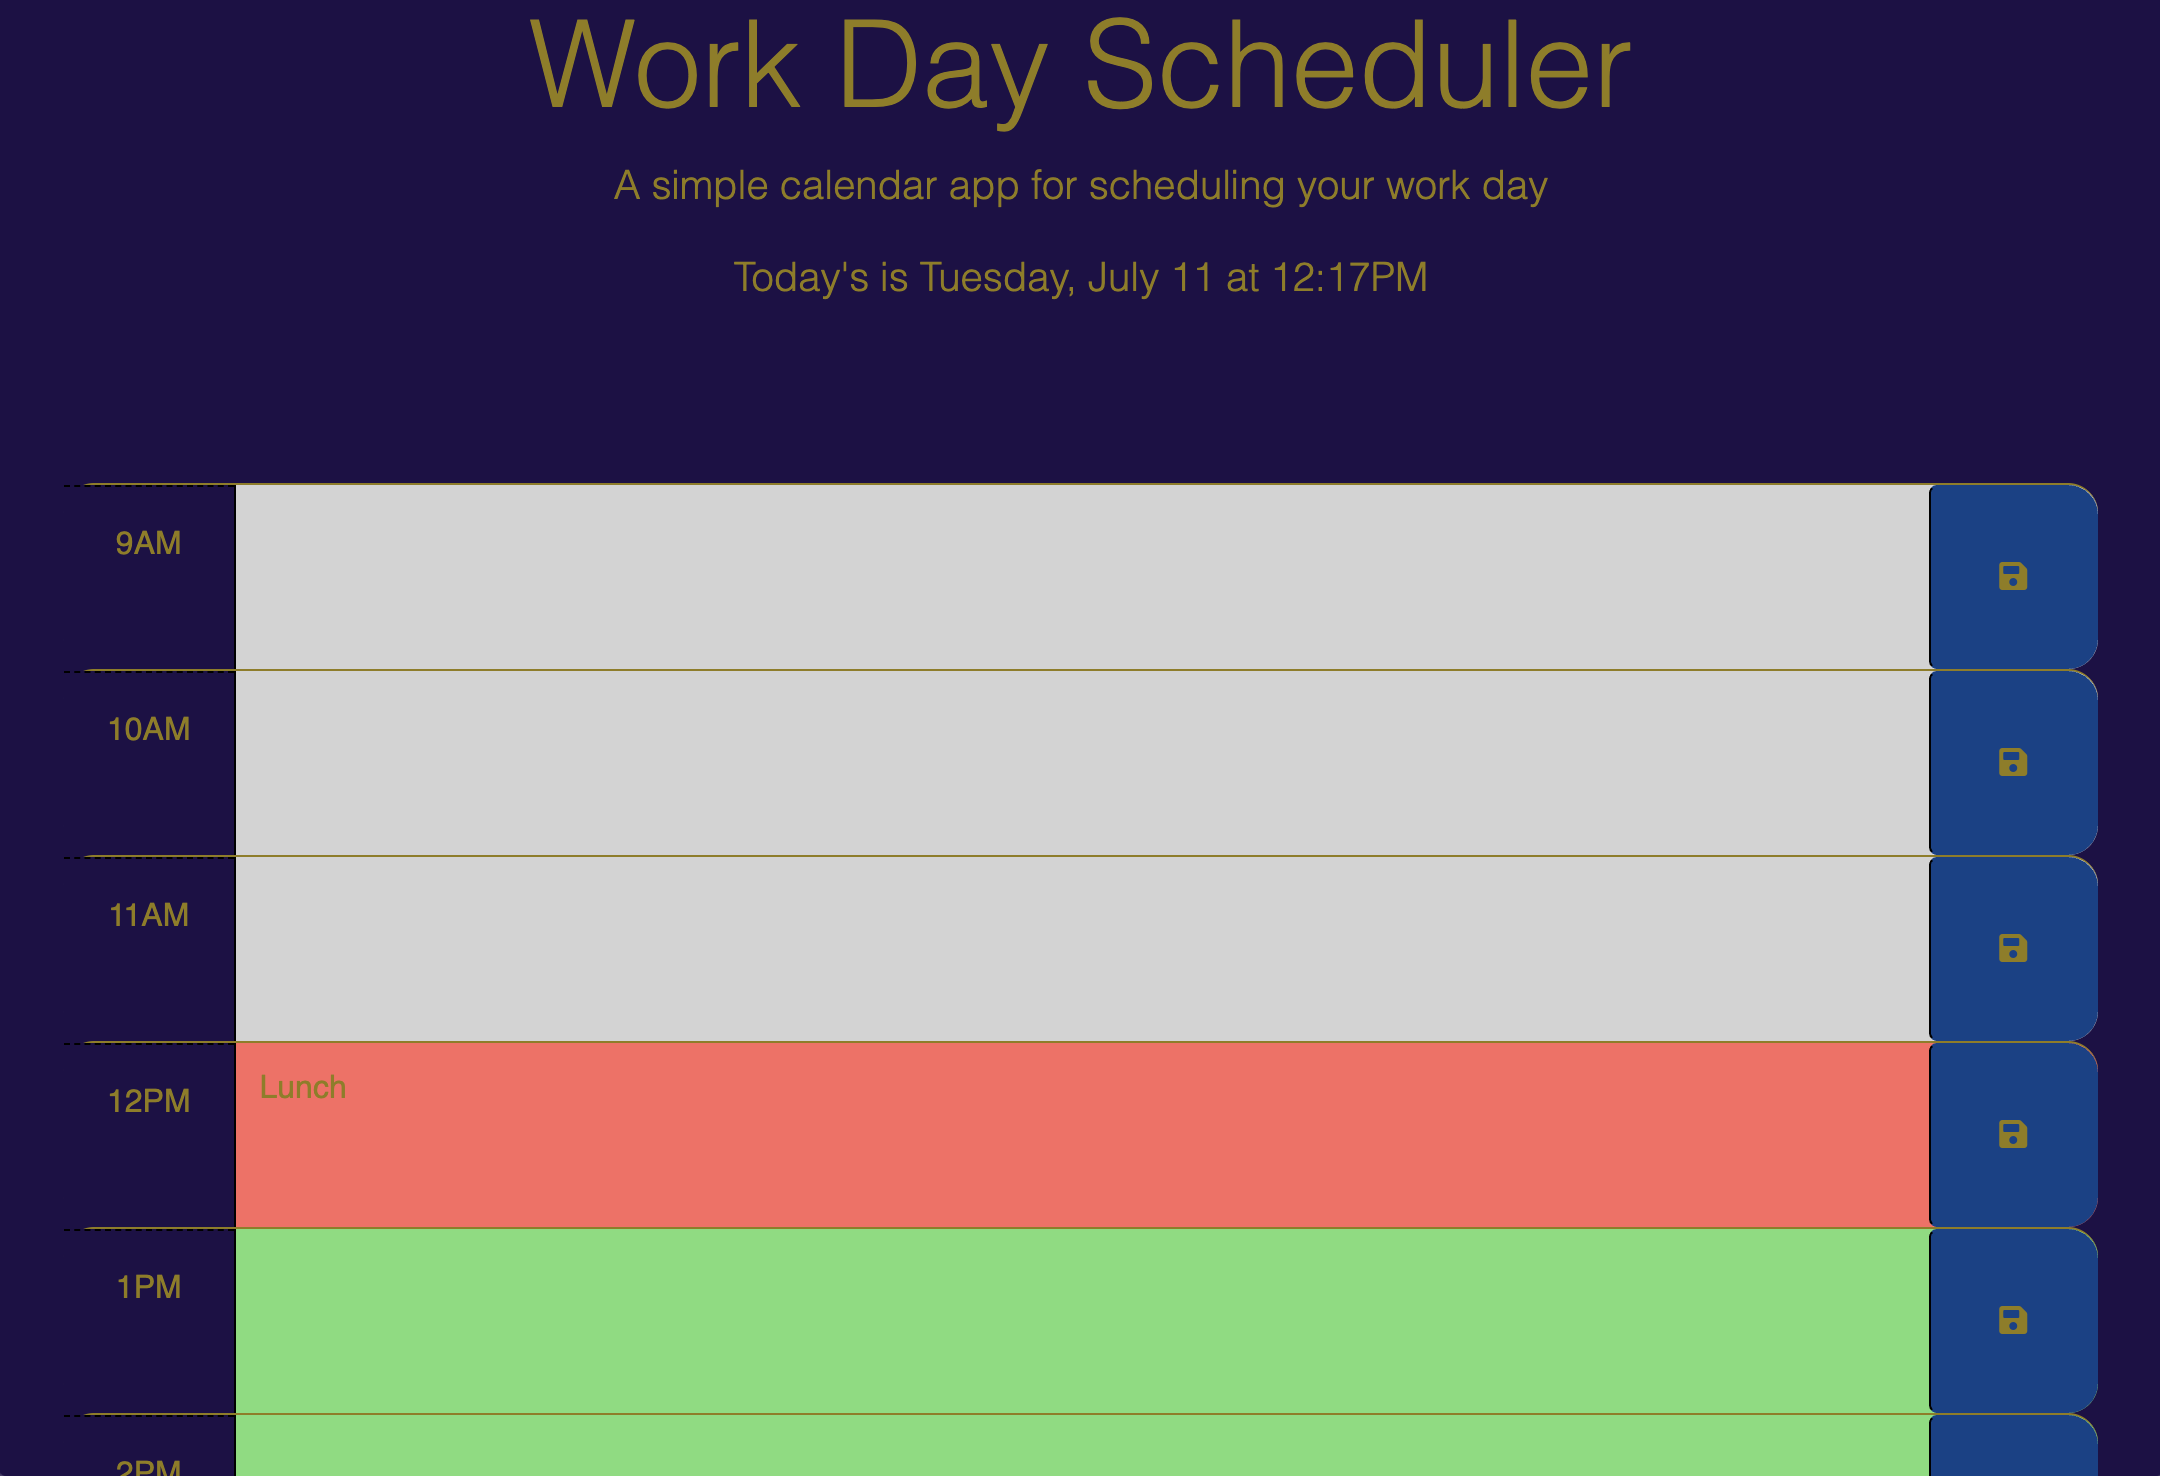 Work Day Scheduler
A simple calendar app for scheduling your work day
Today's is Tuesday, July 11 at 12:17PM
9AM
10AM
11AM
12PM
Lunch
1PM
2PM